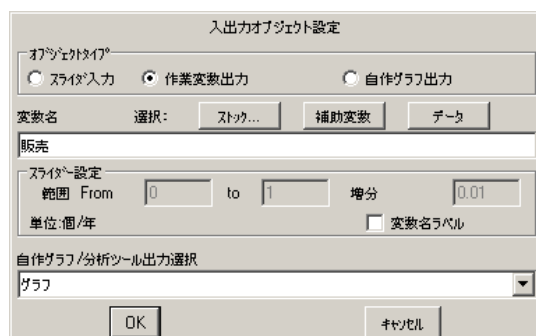 入出力オブジェクト設定
オブジェクトタイプ
スライダ入力 作業変数出力 自作グラフ出力
変数名 選択: ストック... 補助変数 データ
販売
スライダー設定
範囲 From 0 to 1 増分 0.01
単位:個/年 変数名ラベル
自作グラフ/分析ツール出力選択
グラフ
OK キャンセル